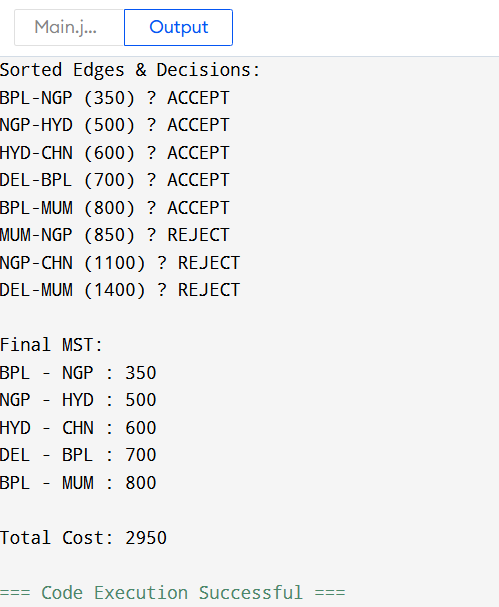 Main.j...
Output
Sorted Edges & Decisions:
BPL-NGP (350) ? ACCEPT
NGP-HYD (500) ? ACCEPT
HYD-CHN (600) ? ACCEPT
DEL-BPL (700) ? ACCEPT
BPL-MUM (800) ? ACCEPT
MUM-NGP (850) ? REJECT
NGP-CHN (1100) ? REJECT
DEL-MUM (1400) ? REJECT
Final MST:
BPL - NGP : 350
NGP - HYD : 500
HYD - CHN : 600
DEL - BPL : 700
BPL - MUM : 800
Total Cost: 2950
=== Code Execution Successful ===